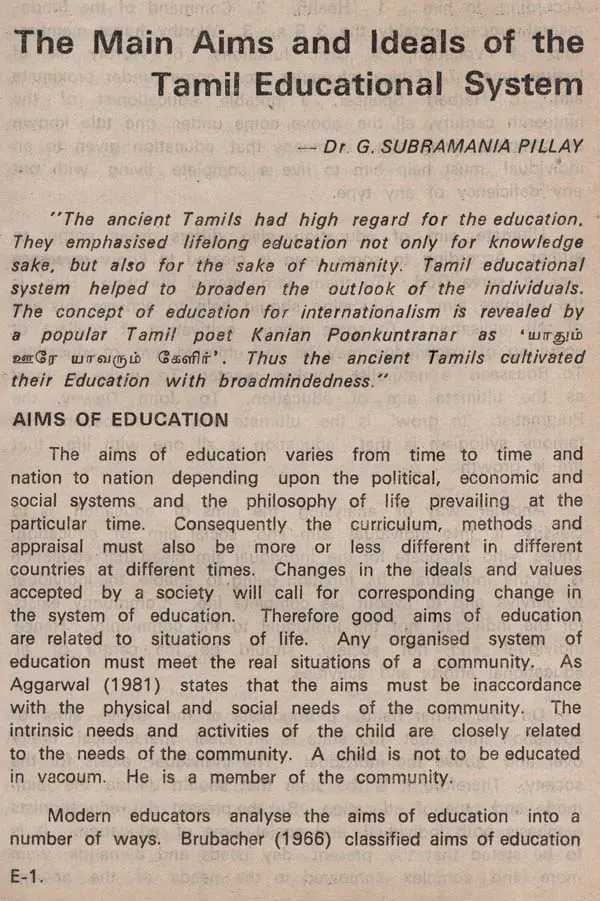 The Main Aims and Ideals of the
Tamil Educational System
— Dr. G. SUBRAMANIA PILLAY
"The ancient Tamils had high regard for the education.
They emphasised lifelong education not only for knowledge
sake, but also for the sake of humanity. Tamil educational
system helped to broaden the outlook of the individuals.
The concept of education for internationalism is revealed by
a popular Tamil poet Kanian Poonkuntranar as 'யாதும்
ஊரே யாவரும் கேளிர்'. Thus the ancient Tamils cultivated
their Education with broadmindedness."
AIMS OF EDUCATION
The aims of education varies from time to time and
nation to nation depending upon the political, economic and
social systems and the philosophy of life prevailing at the
particular time. Consequently the curriculum, methods and
appraisal must also be more or less different in different
countries at different times. Changes in the ideals and values
accepted by a society will call for corresponding change in
the system of education. Therefore good aims of education
are related to situations of life. Any organised system of
education must meet the real situations of a community. As
Aggarwal (1981) states that the aims must be inaccordance
with the physical and social needs of the community. The
intrinsic needs and activities of the child are closely related
to the needs of the community. A child is not to be educated
in vacoum. He is a member of the community.
Modern educators analyse the aims of education into a
number of ways. Brubacher (1966) classified aims of education
E-1.